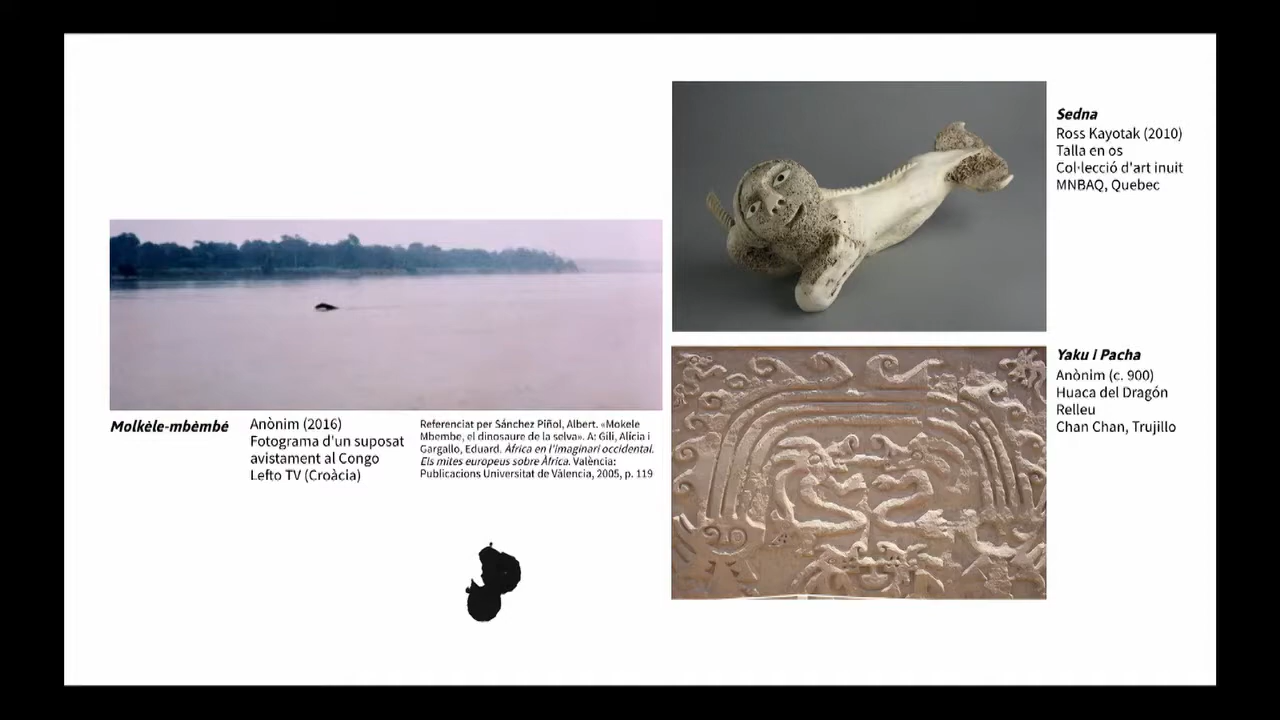 Sedna
Ross Kayotak (2010)
Talla en os
Col·lecció d'art inuit
MNBAQ, Quebec
Molkèle-mbèmbé
Anònim (2016)
Fotograma d'un suposat
avistament al Congo
Lefto TV (Croàcia)
Referenciat per Sánchez Piñol, Albert. «Mokele
Mbembe, el dinosaure de la selva». A: Gili, Alícia i
Gargallo, Eduard. África en l'imaginari occidental.
Els mites europeus sobre Àfrica. València:
Publicacions Universitat de Válencia, 2005, p. 119
Yaku i Pacha
Anònim (c. 900)
Huaca del Dragón
Relleu
Chan Chan, Trujillo